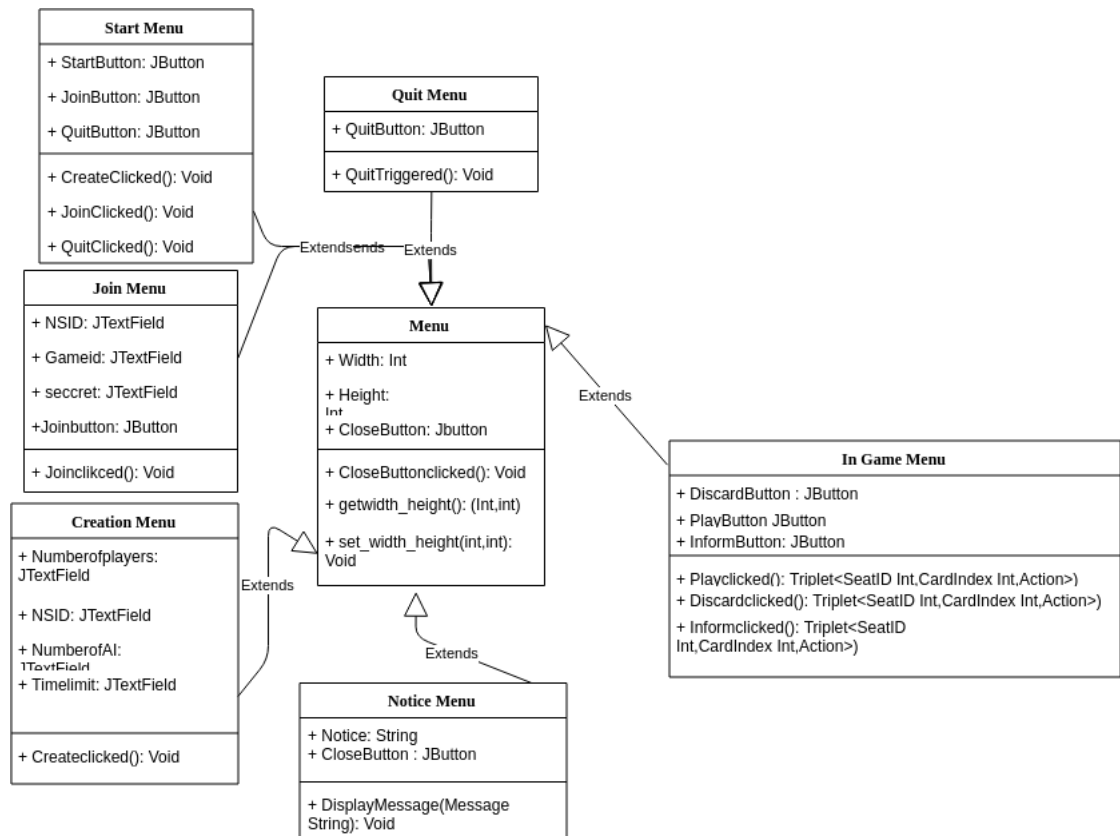 Start Menu
+ StartButton: JButton
+ JoinButton: JButton
+ QuitButton: JButton
+ CreateClicked(): Void
+ JoinClicked(): Void
+ QuitClicked(): Void
Quit Menu
+ QuitButton: JButton
+ QuitTriggered(): Void
Extendsends
Extends
Join Menu
+ NSID: JTextField
+ Gameid: JTextField
+ seccret: JTextField
+Joinbutton: JButton
+ Joinclikced(): Void
Menu
+ Width: Int
+ Height:
Int
+ CloseButton: Jbutton
+ CloseButtonclicked(): Void
+ getwidth_height(): (Int,int)
+ set_width_height(int,int):
Void
Extends
In Game Menu
+ DiscardButton : JButton
+ PlayButton JButton
+ InformButton: JButton
+ Playclicked(): Triplet<SeatID Int,CardIndex Int,Action>)
+ Discardclicked(): Triplet<SeatID Int,CardIndex Int,Action>)
+ Informclicked(): Triplet<SeatID
Int,CardIndex Int,Action>)
Creation Menu
+ Numberofplayers:
JTextField
+ NSID: JTextField
+ NumberofAI:
JTextField
+ Timelimit: JTextField
+ Createclicked(): Void
Extends
Extends
Notice Menu
+ Notice: String
+ CloseButton : JButton
+ DisplayMessage(Message
String): Void